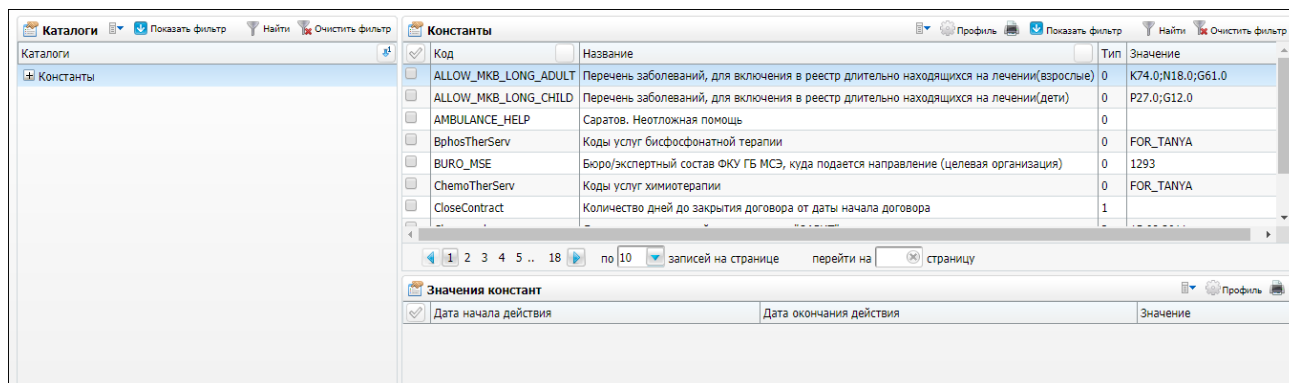 Каталоги Показать фильтр Найти Очистить фильтр
Каталоги
Константы
Константы Профиль Показать фильтр Найти Очистить фильтр
Код Название Тип Значение
ALLOW_MKB_LONG_ADULT Перечень заболеваний, для включения в реестр длительно находящихся на лечении(взрослые) 0 K74.0;N18.0;G61.0
ALLOW_MKB_LONG_CHILD Перечень заболеваний, для включения в реестр длительно находящихся на лечении(дети) 0 P27.0;G12.0
AMBULANCE_HELP Саратов. Неотложная помощь 0
BphosTherServ Коды услуг бисфосфонатной терапии 0 FOR_TANYA
BURO_MSE Бюро/экспертный состав ФКУ ГБ МСЭ, куда подается направление (целевая организация) 0 1293
ChemoTherServ Коды услуг химиотерапии 0 FOR_TANYA
CloseContract Количество дней до закрытия договора от даты начала договора 1
1 2 3 4 5 .. 18 по 10 записей на странице перейти на страницу
Значения констант Профиль
Дата начала действия Дата окончания действия Значение